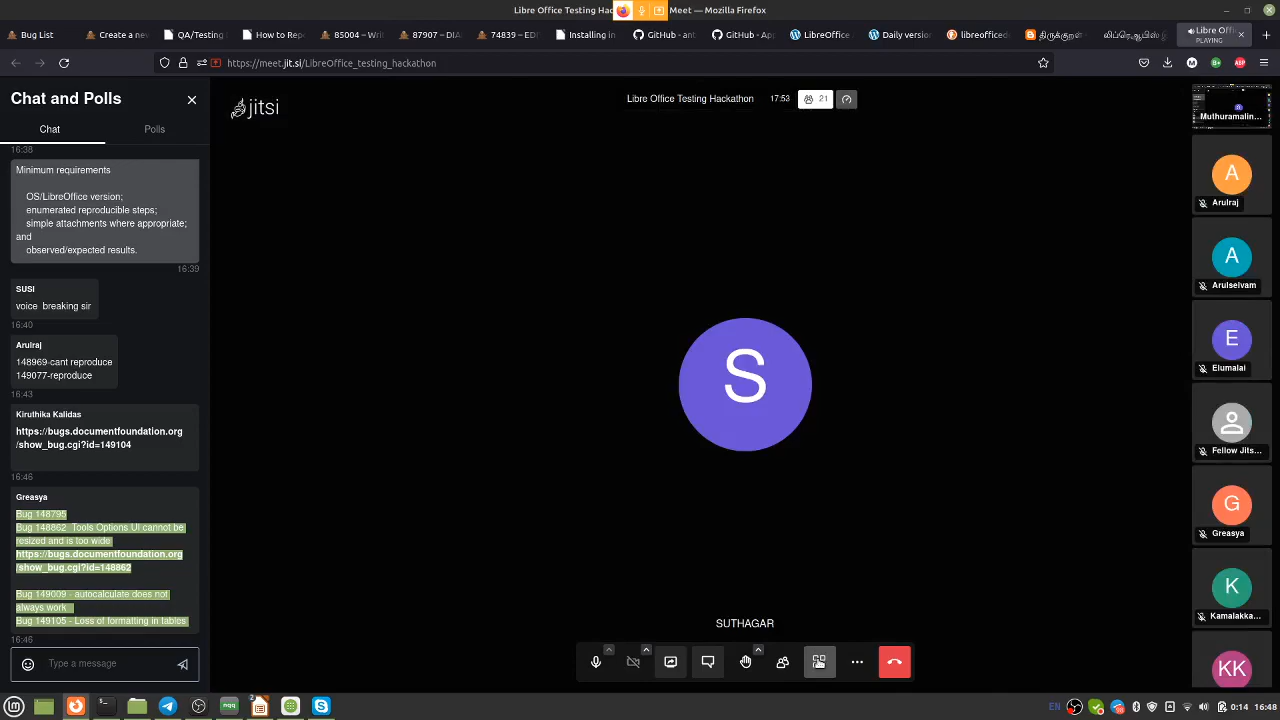 Libre Office Testing Hac
Meet — Mozilla Firefox
Bug List
Create a new
QA/Testing
How to Repo
85004 – Writ
87907 – DIA
74839 – EDI
Installing in
GitHub - ant
GitHub - App
LibreOffice
Daily version
libreofficede
திருக்குறள்
லிப்ரெஆபிஸ்
Libre Offi
PLAYING
https://meet.jit.si/LibreOffice_testing_hackathon
Chat and Polls
Chat
Polls
16:38
Minimum requirements
OS/LibreOffice version;
enumerated reproducible steps;
simple attachments where appropriate;
and
observed/expected results.
16:39
SUSI
voice breaking sir
16:40
Arulraj
148969-cant reproduce
149077-reproduce
16:43
Kiruthika Kalidas
https://bugs.documentfoundation.org
/show_bug.cgi?id=149104
16:46
Greasya
Bug 148795
Bug 148862 Tools Options UI cannot be
resized and is too wide
https://bugs.documentfoundation.org
/show_bug.cgi?id=148862
Bug 149009 - autocalculate does not
always work
Bug 149105 - Loss of formatting in tables
16:46
Type a message
jitsi
Libre Office Testing Hackathon
17:53
21
S
SUTHAGAR
Muthuramalin...
A
Arulraj
A
Arulselvam
E
Elumalai
Fellow Jits...
G
Greasya
K
Kamalakka...
KK
EN
0:14
16:48